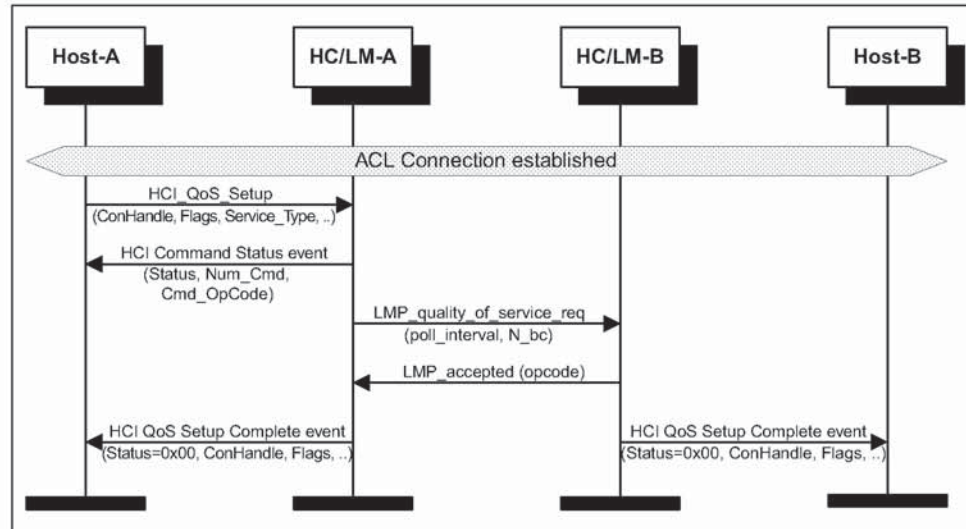 Host-A
HC/LM-A
HC/LM-B
Host-B
ACL Connection established
HCI_QoS_Setup
(ConHandle, Flags, Service_Type, ..)
HCI Command Status event
(Status, Num_Cmd,
Cmd_OpCode)
LMP_quality_of_service_req
(poll_interval, N_bc)
LMP_accepted (opcode)
HCI QoS Setup Complete event
(Status=0x00, ConHandle, Flags, ..)
HCI QoS Setup Complete event
(Status=0x00, ConHandle, Flags, ..)